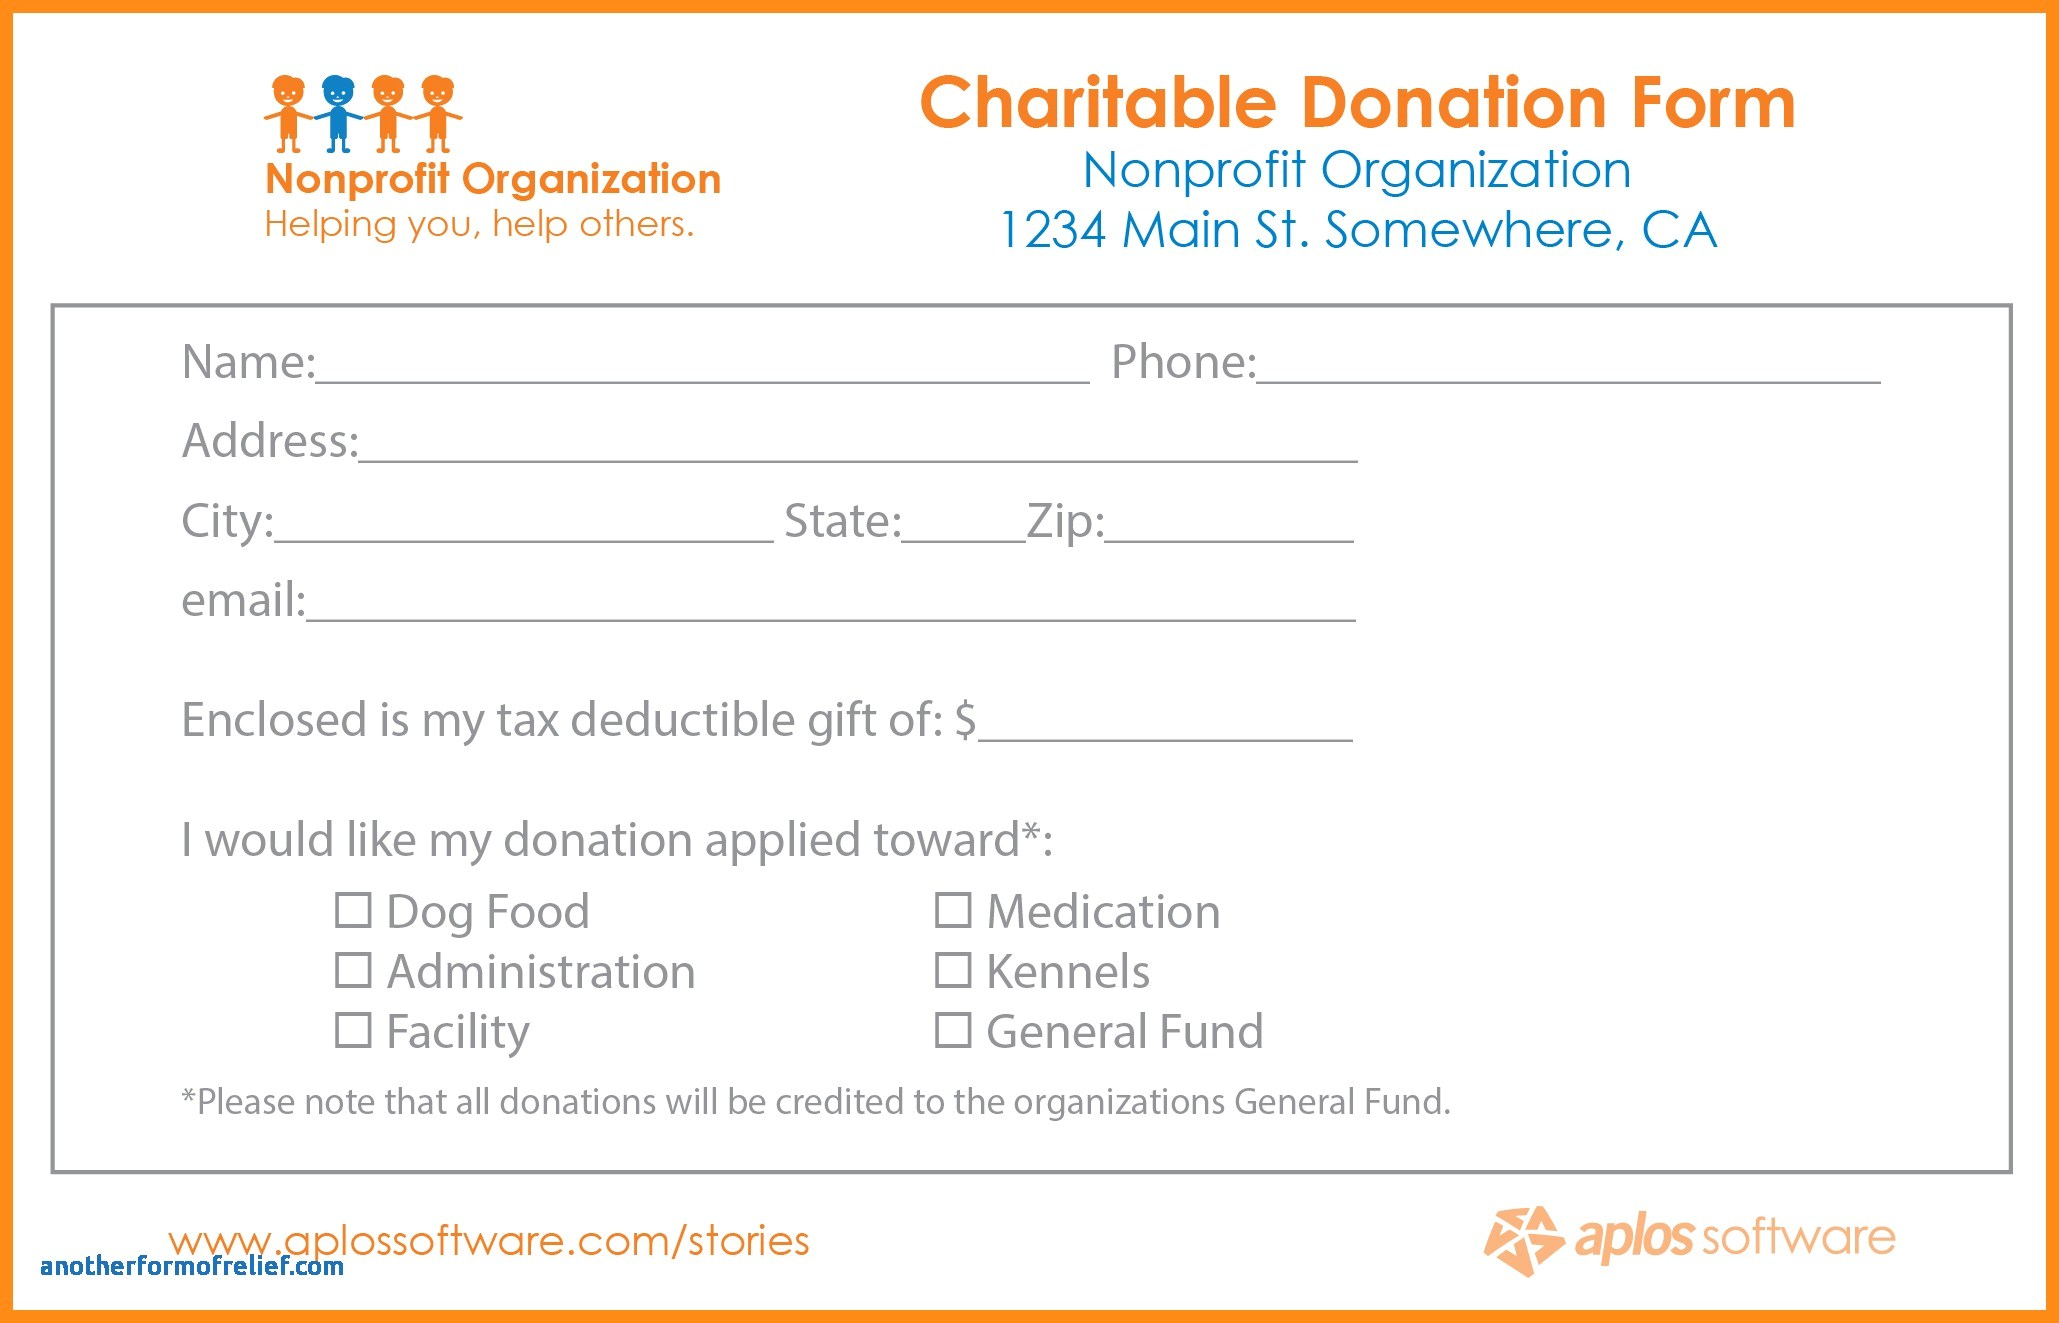 Nonprofit Organization
Helping you, help others.
Charitable Donation Form
Nonprofit Organization
1234 Main St. Somewhere, CA
Name: Phone:
Address:
City: State: Zip:
email:
Enclosed is my tax deductible gift of: $
I would like my donation applied toward*:
Dog Food Medication
Administration Kennels
Facility General Fund
*Please note that all donations will be credited to the organizations General Fund.
www.aplossoftware.com/stories
anotherformofrelief.com
aplos software